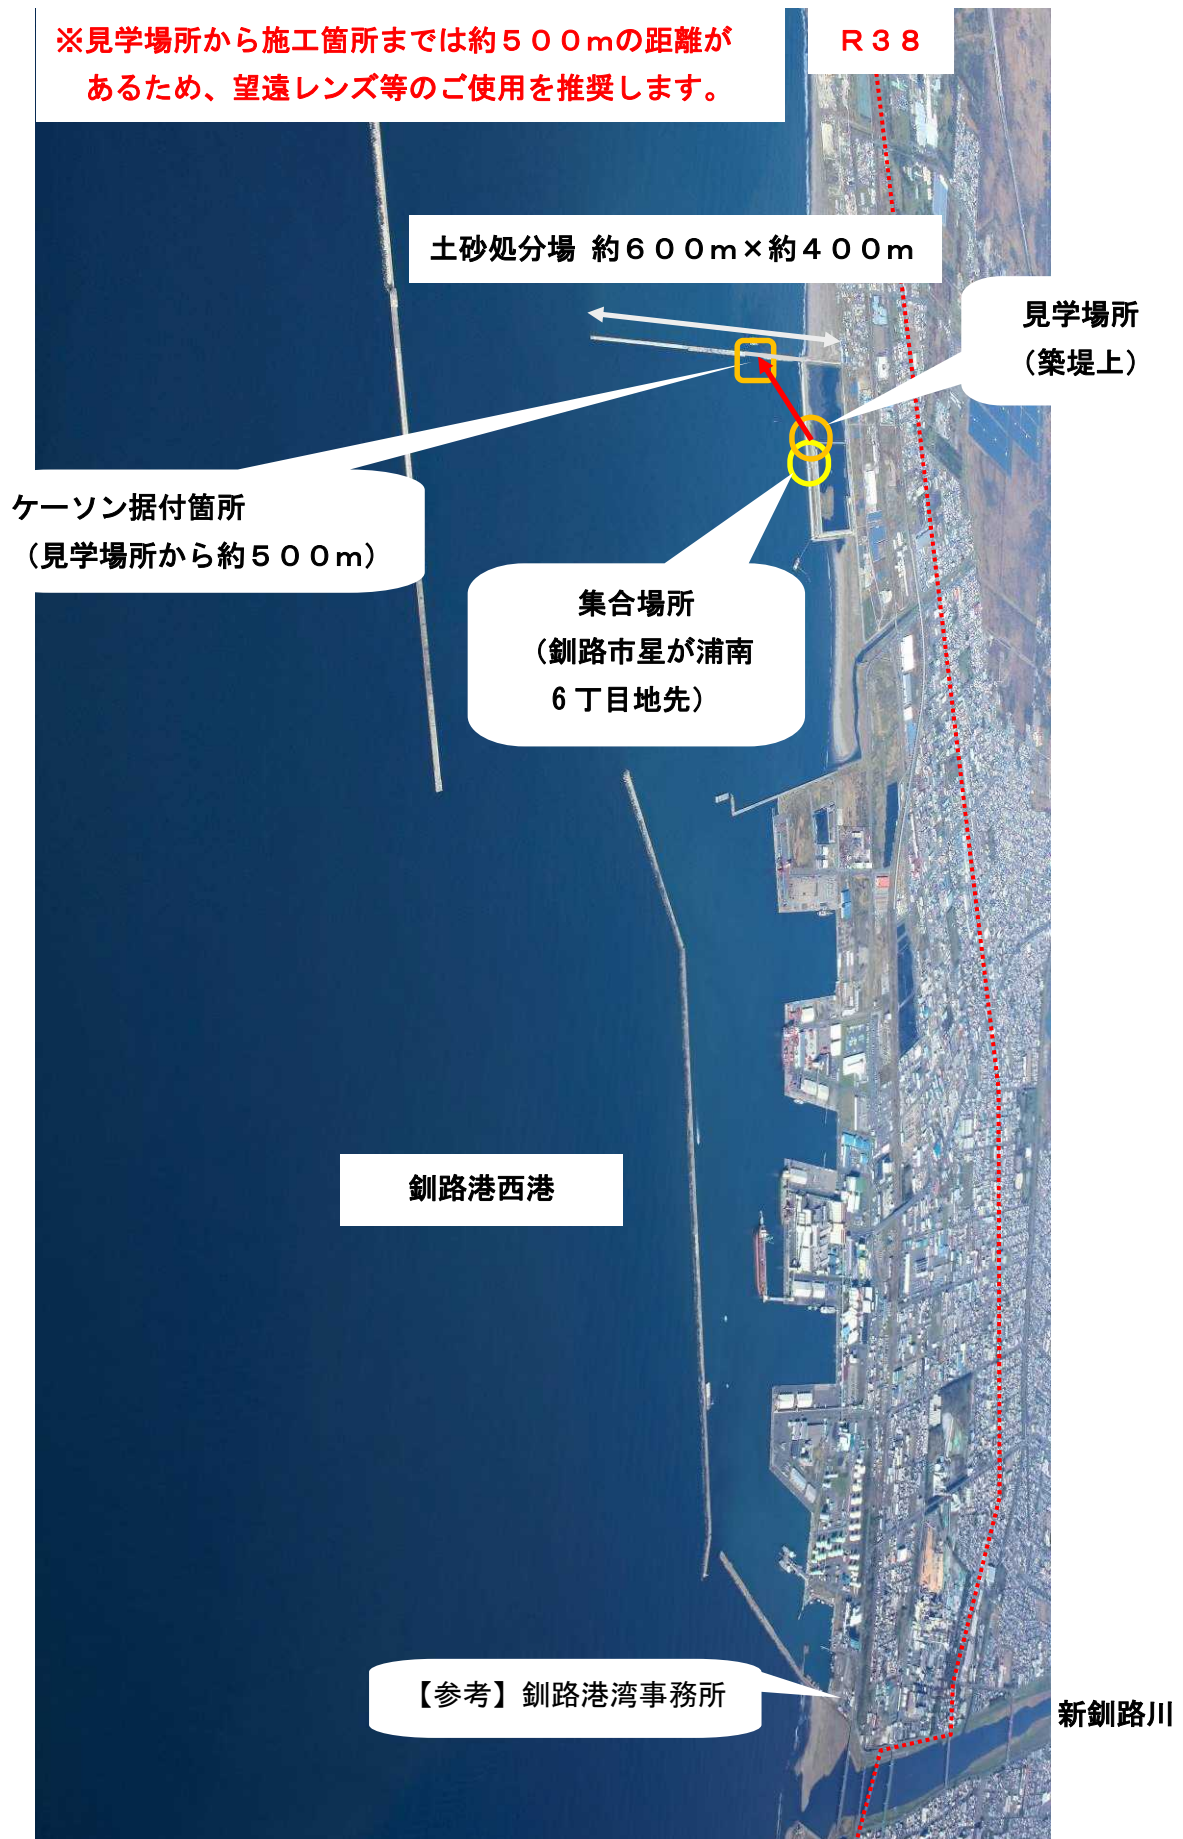 ※見学場所から施工箇所までは約５００ｍの距離が
あるため、望遠レンズ等のご使用を推奨します。
Ｒ３８
土砂処分場 約６００ｍ×約４００ｍ
見学場所
（築堤上）
ケーソン据付箇所
（見学場所から約５００ｍ）
集合場所
（釧路市星が浦南
6 丁目地先）
釧路港西港
【参考】釧路港湾事務所
新釧路川